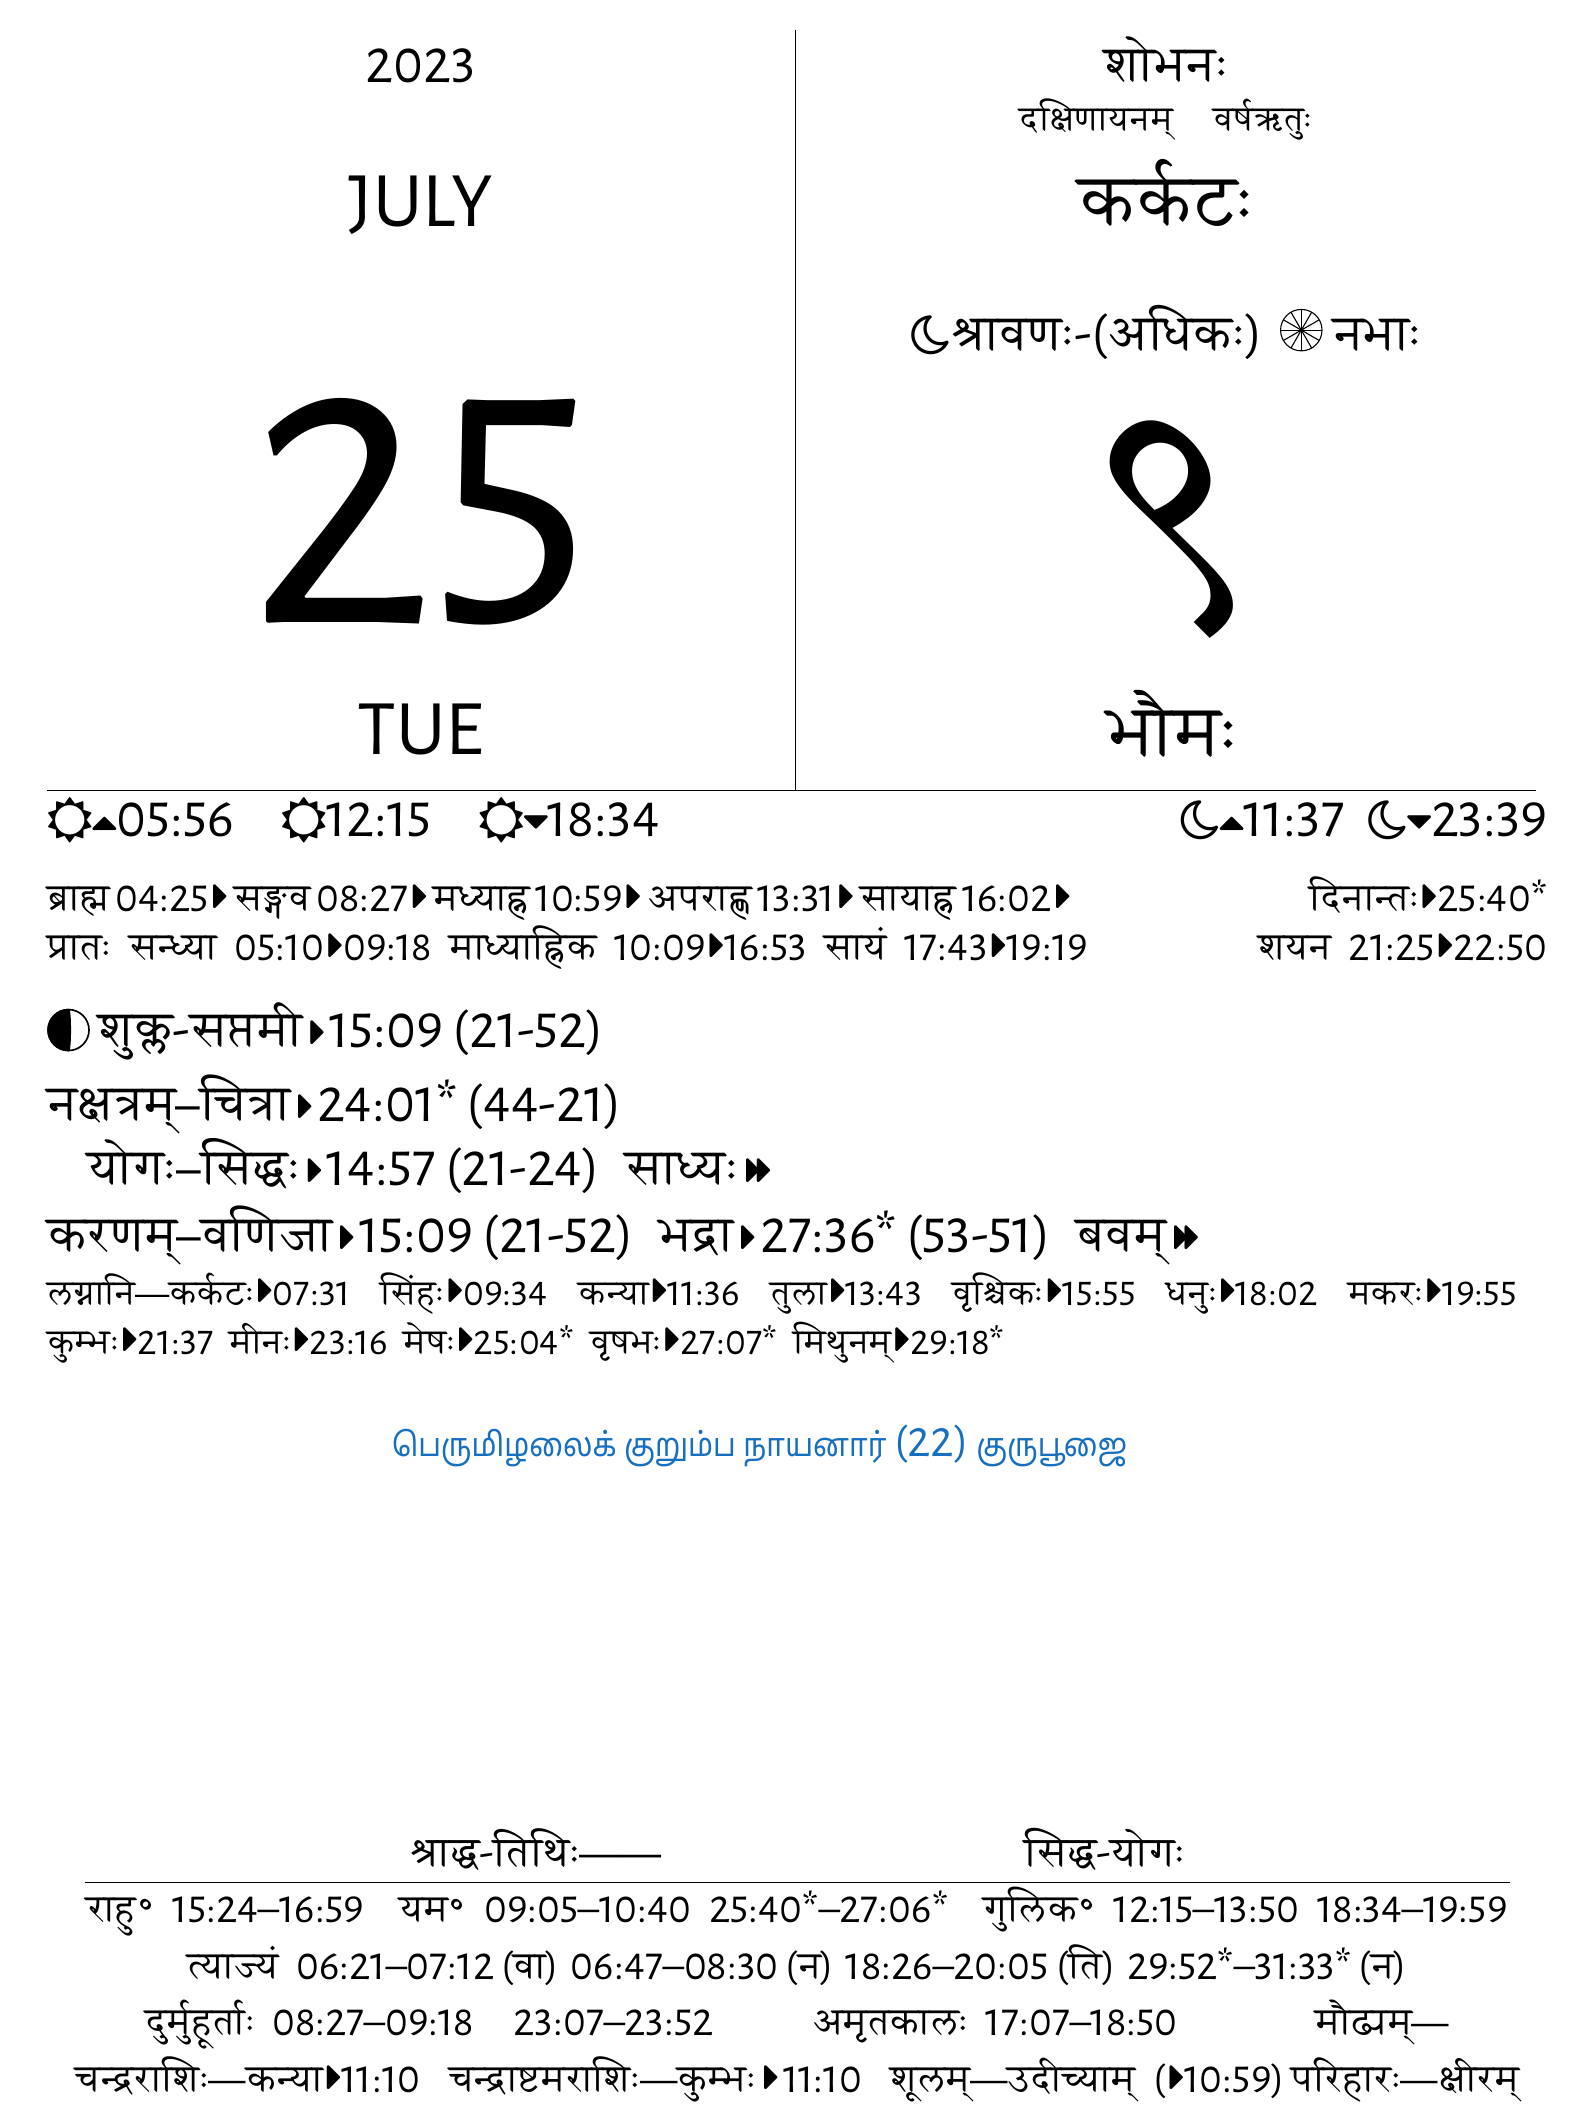 2023
JULY
25
TUE
शोभनः
दक्षिणायनम् वर्षऋतुः
कर्कटः
श्रावणः-(अधिकः) नभाः
९
भौमः
05:56 12:15 18:34 11:37 23:39
ब्राह्म 04:25 सङ्गव 08:27 मध्याह्न 10:59 अपराह्ण 13:31 सायाह्न 16:02 दिनान्तः 25:40*
प्रातः सन्ध्या 05:10 09:18 माध्याह्निक 10:09 16:53 सायं 17:43 19:19 शयन 21:25 22:50
शुक्ल-सप्तमी 15:09 (21-52)
नक्षत्रम्–चित्रा 24:01* (44-21)
योगः–सिद्धः 14:57 (21-24) साध्यः
करणम्–वणिजा 15:09 (21-52) भद्रा 27:36* (53-51) बवम्
लग्नानि—कर्कटः 07:31 सिंहः 09:34 कन्या 11:36 तुला 13:43 वृश्चिकः 15:55 धनुः 18:02 मकरः 19:55
कुम्भः 21:37 मीनः 23:16 मेषः 25:04* वृषभः 27:07* मिथुनम् 29:18*
பெருமிழலைக் குறும்ப நாயனார் (22) குருபூஜை
श्राद्ध-तिथिः—— सिद्ध-योगः
राहु° 15:24–16:59 यम° 09:05–10:40 25:40*–27:06* गुलिक° 12:15–13:50 18:34–19:59
त्याज्यं 06:21–07:12 (वा) 06:47–08:30 (न) 18:26–20:05 (ति) 29:52*–31:33* (न)
दुर्मुहूर्ताः 08:27–09:18 23:07–23:52 अमृतकालः 17:07–18:50 मौढ्यम्—
चन्द्रराशिः—कन्या 11:10 चन्द्राष्टमराशिः—कुम्भः 11:10 शूलम्—उदीच्याम् (10:59) परिहारः—क्षीरम्